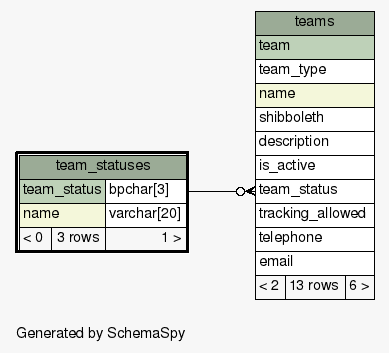 teams
team
team_type
name
shibboleth
description
is_active
team_status
tracking_allowed
telephone
email
< 2 13 rows 6 >
team_statuses
team_status bpchar[3]
name varchar[20]
< 0 3 rows 1 >
Generated by SchemaSpy